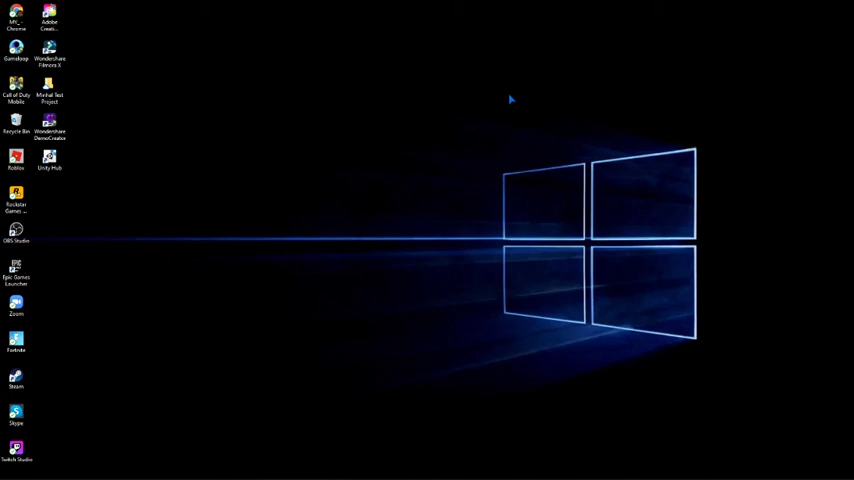 MY_ -
Chrome
Adobe
Creati...
Gameloop
Wondershare
Filmora X
Call of Duty
Mobile
Minhal Test
Project
Recycle Bin
Wondershare
DemoCreator
Roblox
Unity Hub
Rockstar
Games ...
OBS Studio
Epic Games
Launcher
Zoom
Fortnite
Steam
Skype
Twitch Studio